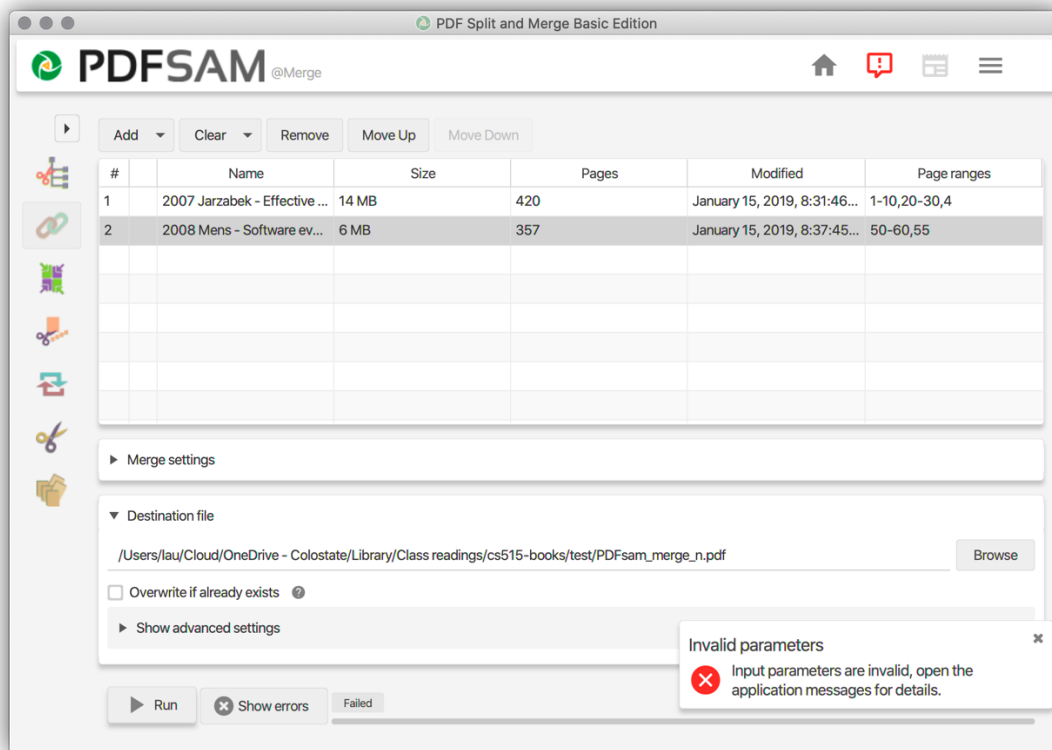 PDF Split and Merge Basic Edition
PDFSAM @Merge
Add Clear Remove Move Up Move Down
# Name Size Pages Modified Page ranges
1 2007 Jarzabek - Effective ... 14 MB 420 January 15, 2019, 8:31:46... 1-10,20-30,4
2 2008 Mens - Software ev... 6 MB 357 January 15, 2019, 8:37:45... 50-60,55
Merge settings
Destination file
/Users/lau/Cloud/OneDrive - Colostate/Library/Class readings/cs515-books/test/PDFsam_merge_n.pdf Browse
Overwrite if already exists ?
Show advanced settings
Invalid parameters
Input parameters are invalid, open the
application messages for details.
Run Show errors Failed